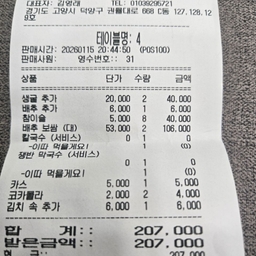 대표자: 김영래 TEL: 01039295721
경기도 고양시 덕양구 권율대로 668 C동 127.128.12
9호
테이블명: 4
판매시간: 20260115 20:44:50 (POS100)
판매사원: 영수번호:: 31
상품 단가 수량 금액
생굴 추가 20,000 2 40,000
배추 추가 6,000 1 6,000
참이슬 5,000 8 40,000
배추 보쌈 (대) 53,000 2 106,000
칼국수 (서비스) 0 1 0
-이따 먹을게요! 1 (0)
쟁반 막국수 (서비스)
0 1 0
-이따 먹을게요! 1 (0)
카스 5,000 1 5,000
코카콜라 2,000 2 4,000
김치 속 추가 6,000 1 6,000
합 계:: 207,000
받은금액:: 207,000
207,000